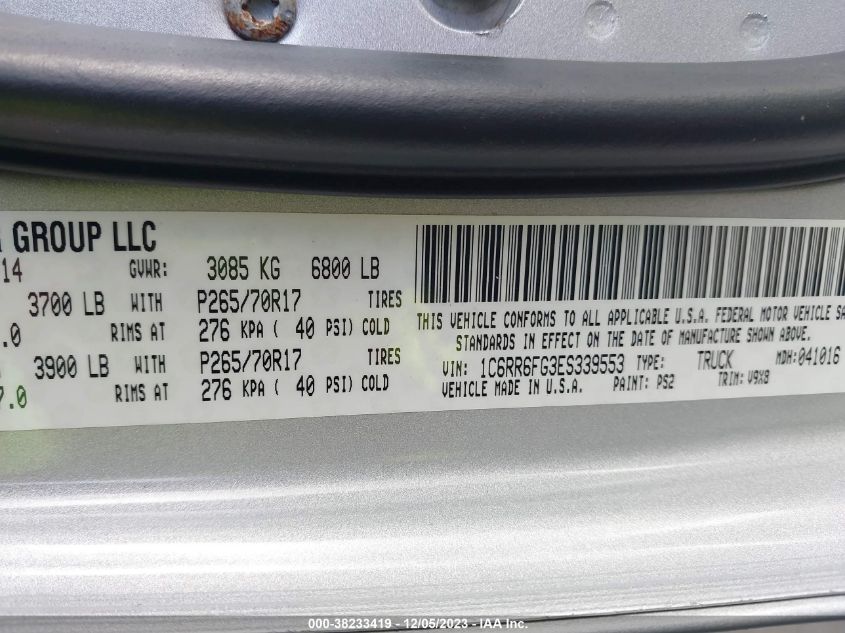 GROUP LLC
14 GVWR: 3085 KG 6800 LB
3700 LB WITH P265/70R17 TIRES
.0 RIMS AT 276 KPA ( 40 PSI) COLD
3900 LB WITH P265/70R17 TIRES
7.0 RIMS AT 276 KPA ( 40 PSI) COLD
THIS VEHICLE CONFORMS TO ALL APPLICABLE U.S.A. FEDERAL MOTOR VEHICLE SA
STANDARDS IN EFFECT ON THE DATE OF MANUFACTURE SHOWN ABOVE.
VIN: 1C6RR6FG3ES339553 TYPE: TRUCK MDH:041016
VEHICLE MADE IN U.S.A. PAINT: PS2 TRIM: V9X8
000-38233419 - 12/05/2023 - IAA Inc.